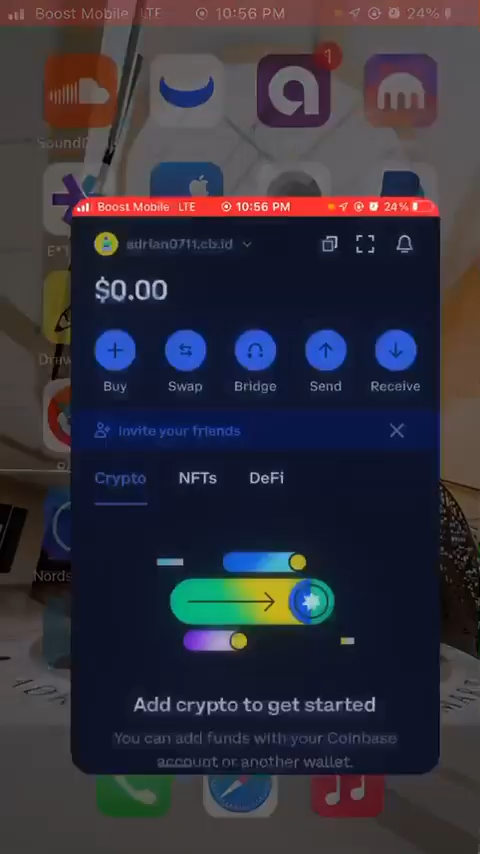 Boost Mobile LTE 10:56 PM 24%
1
Boost Mobile LTE 10:56 PM 24%
adrian0711.cb.id
$0.00
Buy Swap Bridge Send Receive
Invite your friends
Crypto NFTs DeFi
Nords
Add crypto to get started
You can add funds with your Coinbase
account or another wallet.